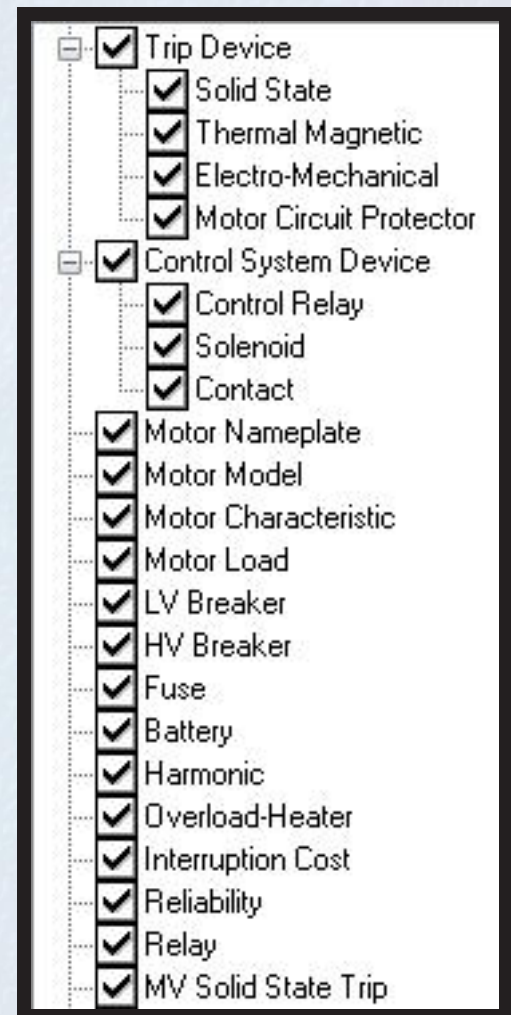 Trip Device
Solid State
Thermal Magnetic
Electro-Mechanical
Motor Circuit Protector
Control System Device
Control Relay
Solenoid
Contact
Motor Nameplate
Motor Model
Motor Characteristic
Motor Load
LV Breaker
HV Breaker
Fuse
Battery
Harmonic
Overload-Heater
Interruption Cost
Reliability
Relay
MV Solid State Trip